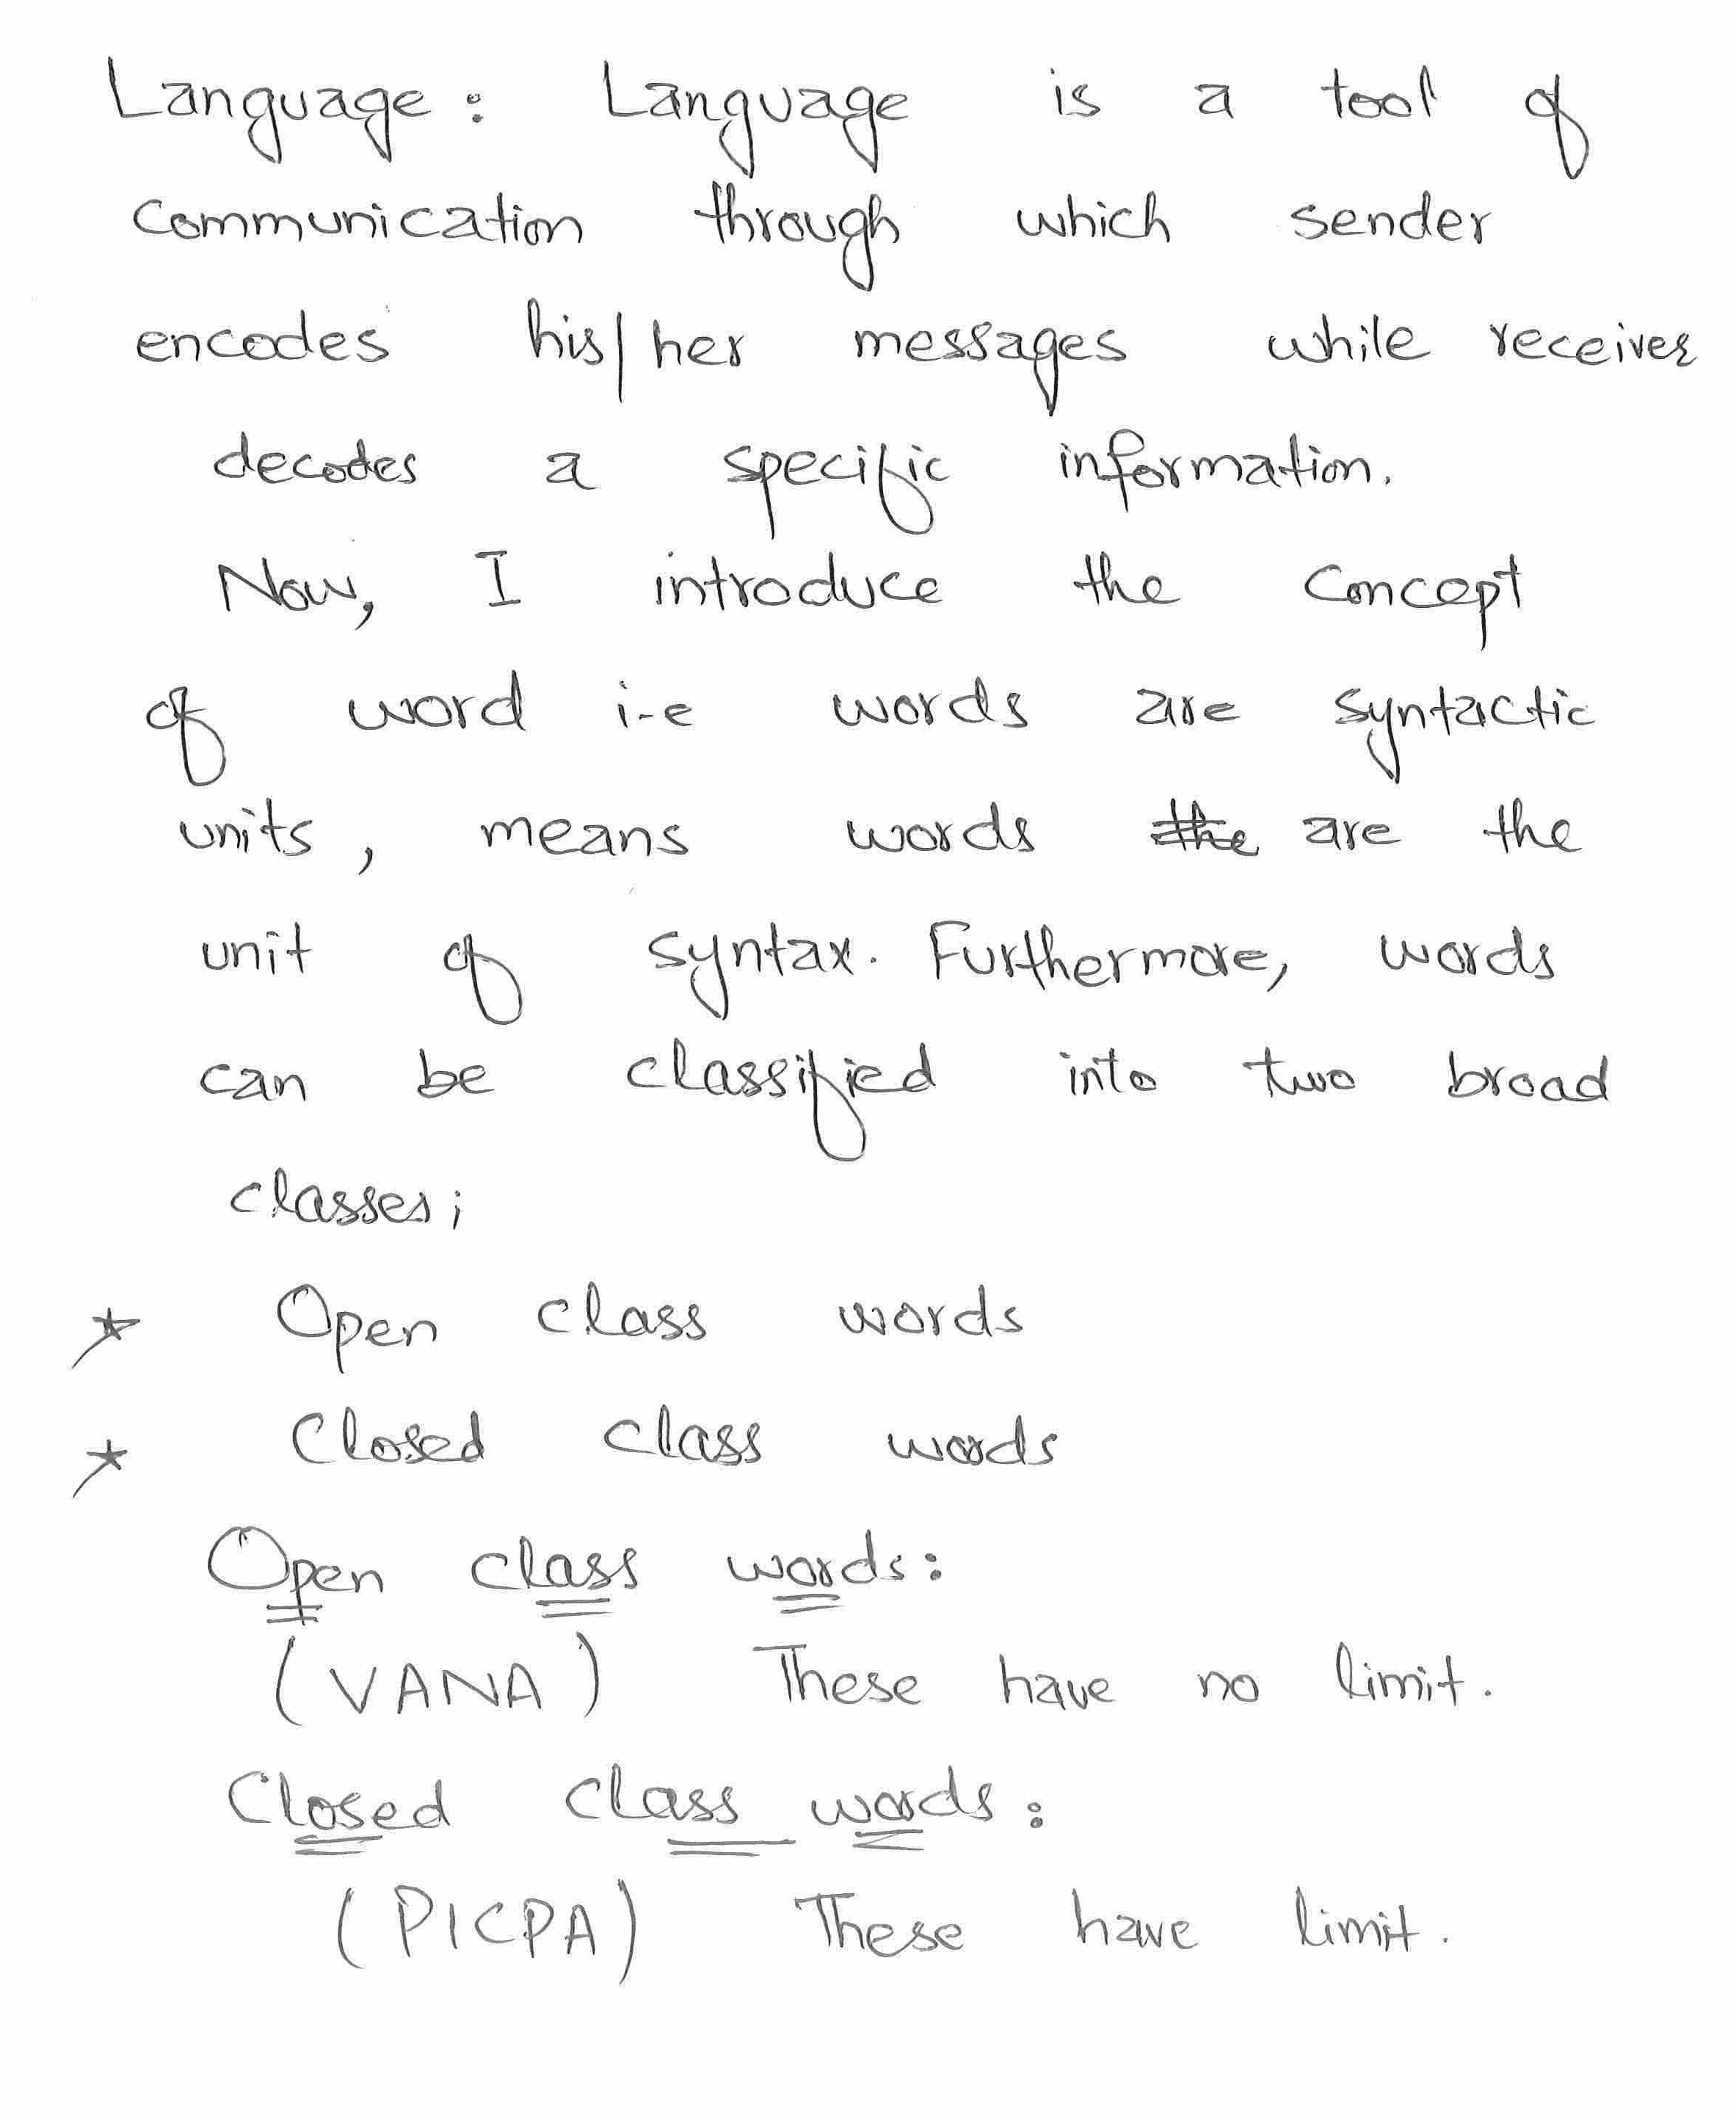 Language: Language is a tool of
communication through which sender
encodes his/her messages while receiver
decodes a specific information.
Now, I introduce the concept
of word i-e words are syntactic
units, means words the are the
unit of syntax. Furthermore, words
can be classified into two broad
classes;
* Open class words
* Closed class words
Open class words:
(VANA) These have no limit.
Closed class words:
(PICPA) These have limit.